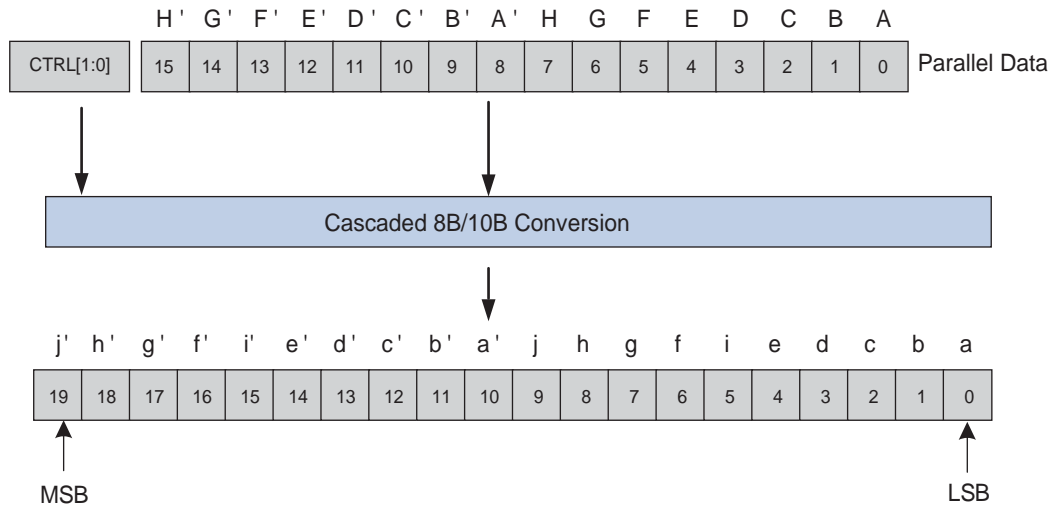 H' G' F' E' D' C' B' A' H G F E D C B A
CTRL[1:0] 15 14 13 12 11 10 9 8 7 6 5 4 3 2 1 0 Parallel Data
Cascaded 8B/10B Conversion
j' h' g' f' i' e' d' c' b' a' j h g f i e d c b a
19 18 17 16 15 14 13 12 11 10 9 8 7 6 5 4 3 2 1 0
MSB LSB